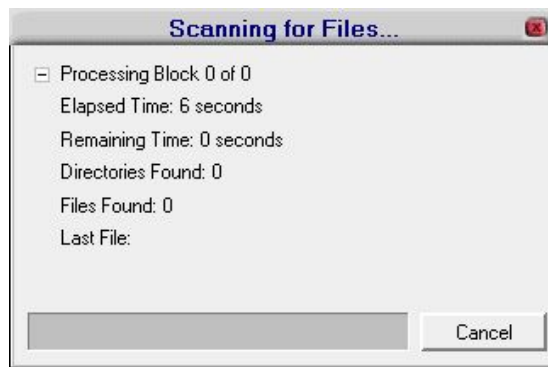 Scanning for Files...
Processing Block 0 of 0
Elapsed Time: 6 seconds
Remaining Time: 0 seconds
Directories Found: 0
Files Found: 0
Last File:
Cancel